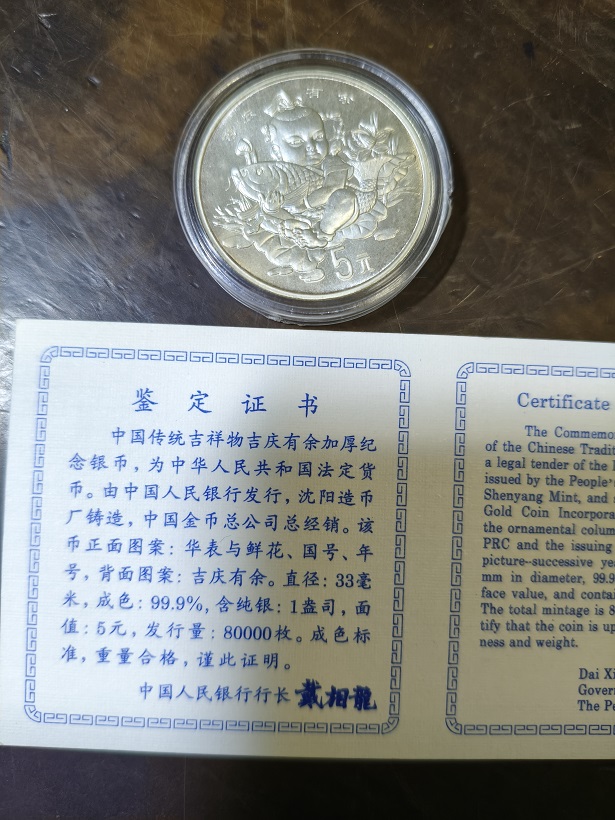 吉庆有余
5元
鉴定证书
中国传统吉祥物吉庆有余加厚纪
念银币，为中华人民共和国法定货
币。由中国人民银行发行，沈阳造币
厂铸造，中国金币总公司总经销。该
币正面图案：华表与鲜花、国号、年
号，背面图案：吉庆有余。直径：33毫
米，成色：99.9%，含纯银：1盎司，面
值：5元，发行量：80000枚。成色标
准，重量合格，谨此证明。
中国人民银行行长 戴相龍
Certificate
The Commemo
of the Chinese Tradit
a legal tender of the
issued by the People's
Shenyang Mint, and
Gold Coin Incorpora
the ornamental colum
PRC and the issuing
picture-successive ye
mm in diameter, 99.9
face value, and contai
The total mintage is 8
tify that the coin is up
ness and weight.
Dai Xi
Govern
The Pe